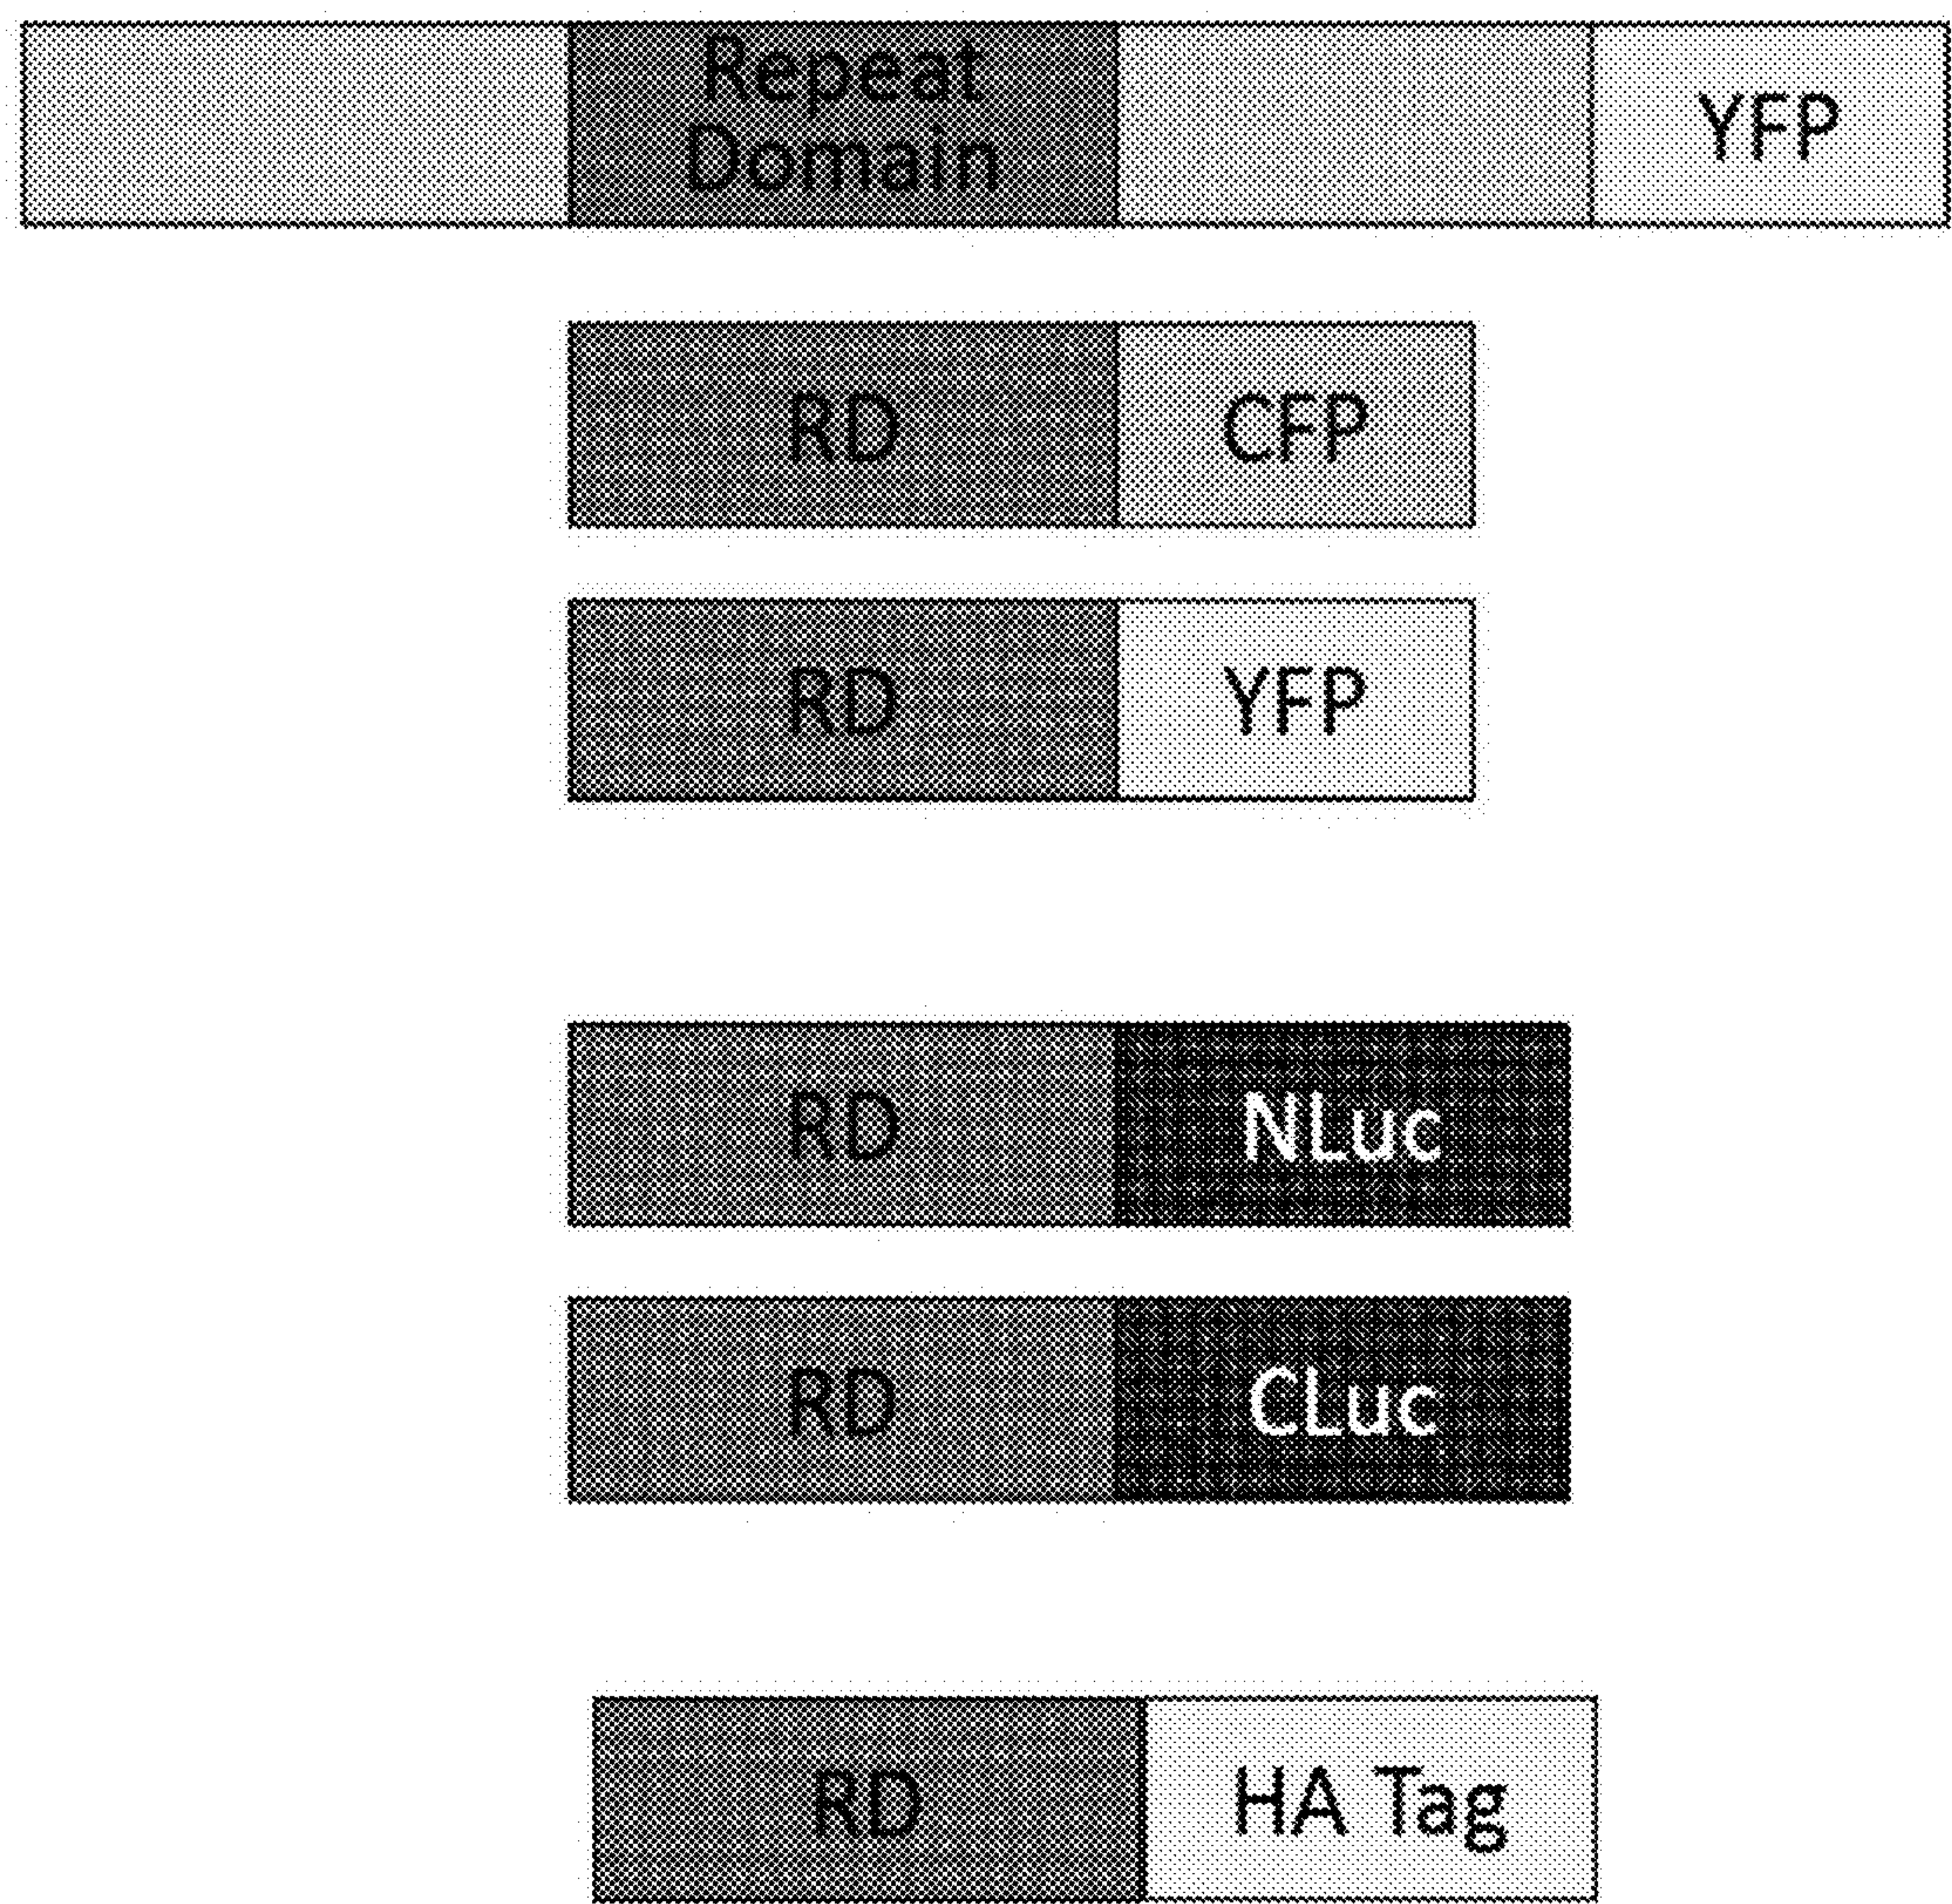 Repeat
Domain
YFP
RD CFP
RD YFP
RD NLuc
RD CLuc
RD HA Tag